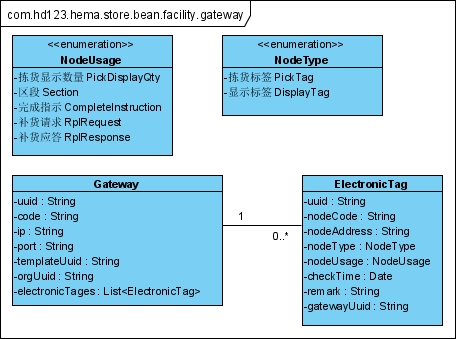 com.hd123.hema.store.bean.facility.gateway
<<enumeration>>
NodeUsage
-拣货显示数量 PickDisplayQty
-区段 Section
-完成指示 CompleteInstruction
-补货请求 RplRequest
-补货应答 RplResponse
<<enumeration>>
NodeType
-拣货标签 PickTag
-显示标签 DisplayTag
Gateway
-uuid : String
-code : String
-ip : String
-port : String
-templateUuid : String
-orgUuid : String
-electronicTages : List<ElectronicTag>
1
0..*
ElectronicTag
-uuid : String
-nodeCode : String
-nodeAddress : String
-nodeType : NodeType
-nodeUsage : NodeUsage
-checkTime : Date
-remark : String
-gatewayUuid : String